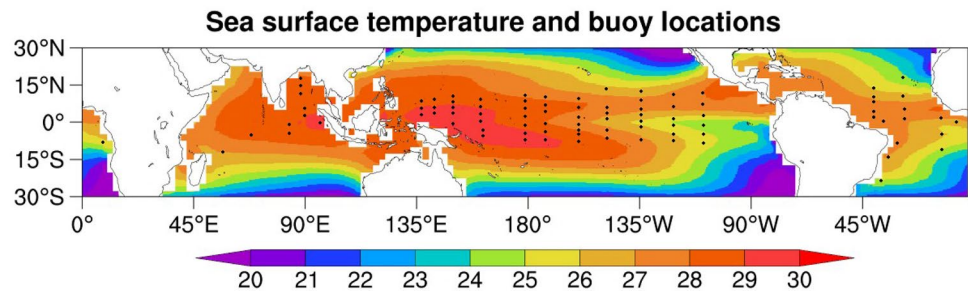 Sea surface temperature and buoy locations
30°N
15°N
0°
15°S
30°S
0° 45°E 90°E 135°E 180° 135°W 90°W 45°W
20 21 22 23 24 25 26 27 28 29 30